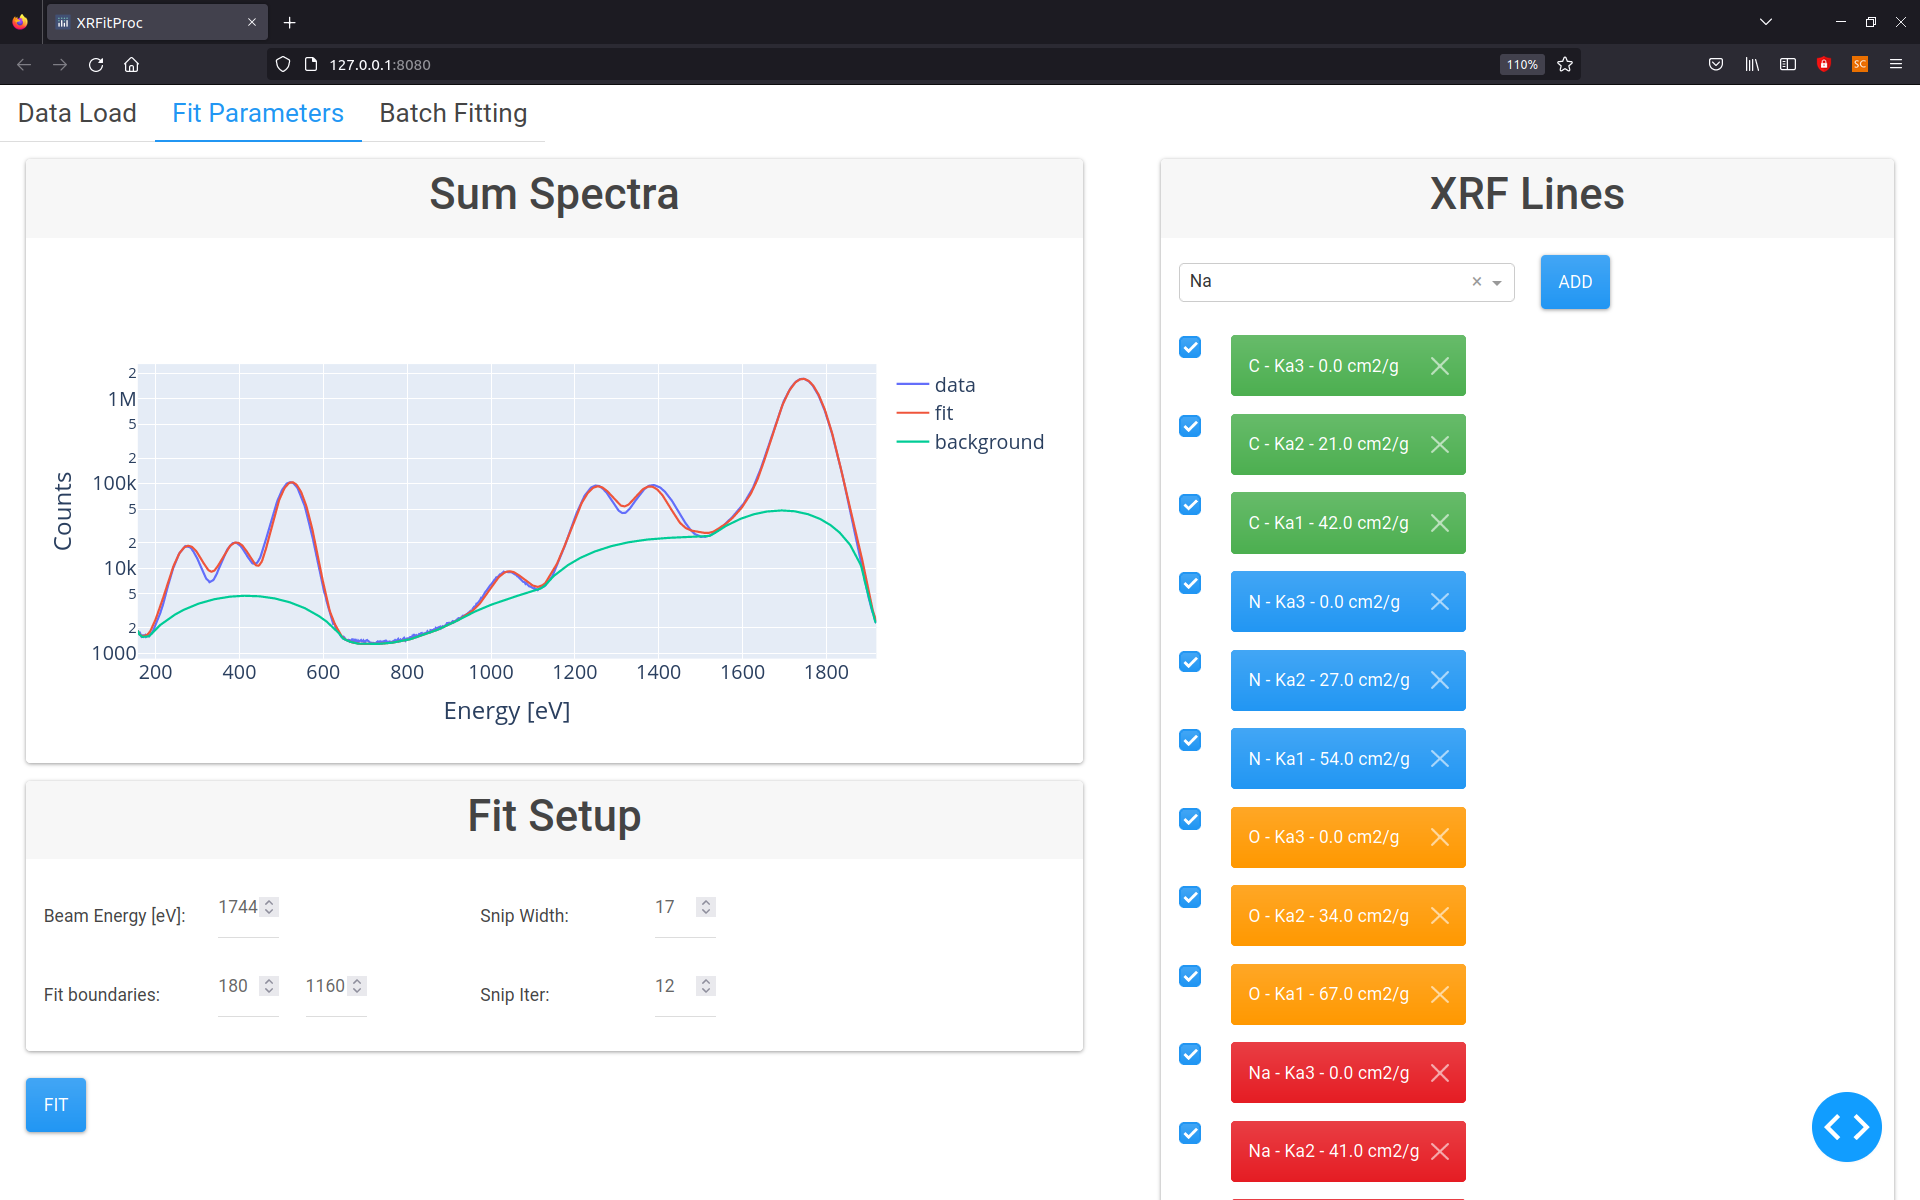 XRFitProc
127.0.0.1:8080
110%
SC
Data Load
Fit Parameters
Batch Fitting
Sum Spectra
2
1M
5
2
100k
5
2
10k
5
2
1000
Counts
200 400 600 800 1000 1200 1400 1600 1800
Energy [eV]
data
fit
background
Fit Setup
Beam Energy [eV]: 1744
Snip Width: 17
Fit boundaries: 180 1160
Snip Iter: 12
FIT
XRF Lines
Na
ADD
C - Ka3 - 0.0 cm2/g
C - Ka2 - 21.0 cm2/g
C - Ka1 - 42.0 cm2/g
N - Ka3 - 0.0 cm2/g
N - Ka2 - 27.0 cm2/g
N - Ka1 - 54.0 cm2/g
O - Ka3 - 0.0 cm2/g
O - Ka2 - 34.0 cm2/g
O - Ka1 - 67.0 cm2/g
Na - Ka3 - 0.0 cm2/g
Na - Ka2 - 41.0 cm2/g